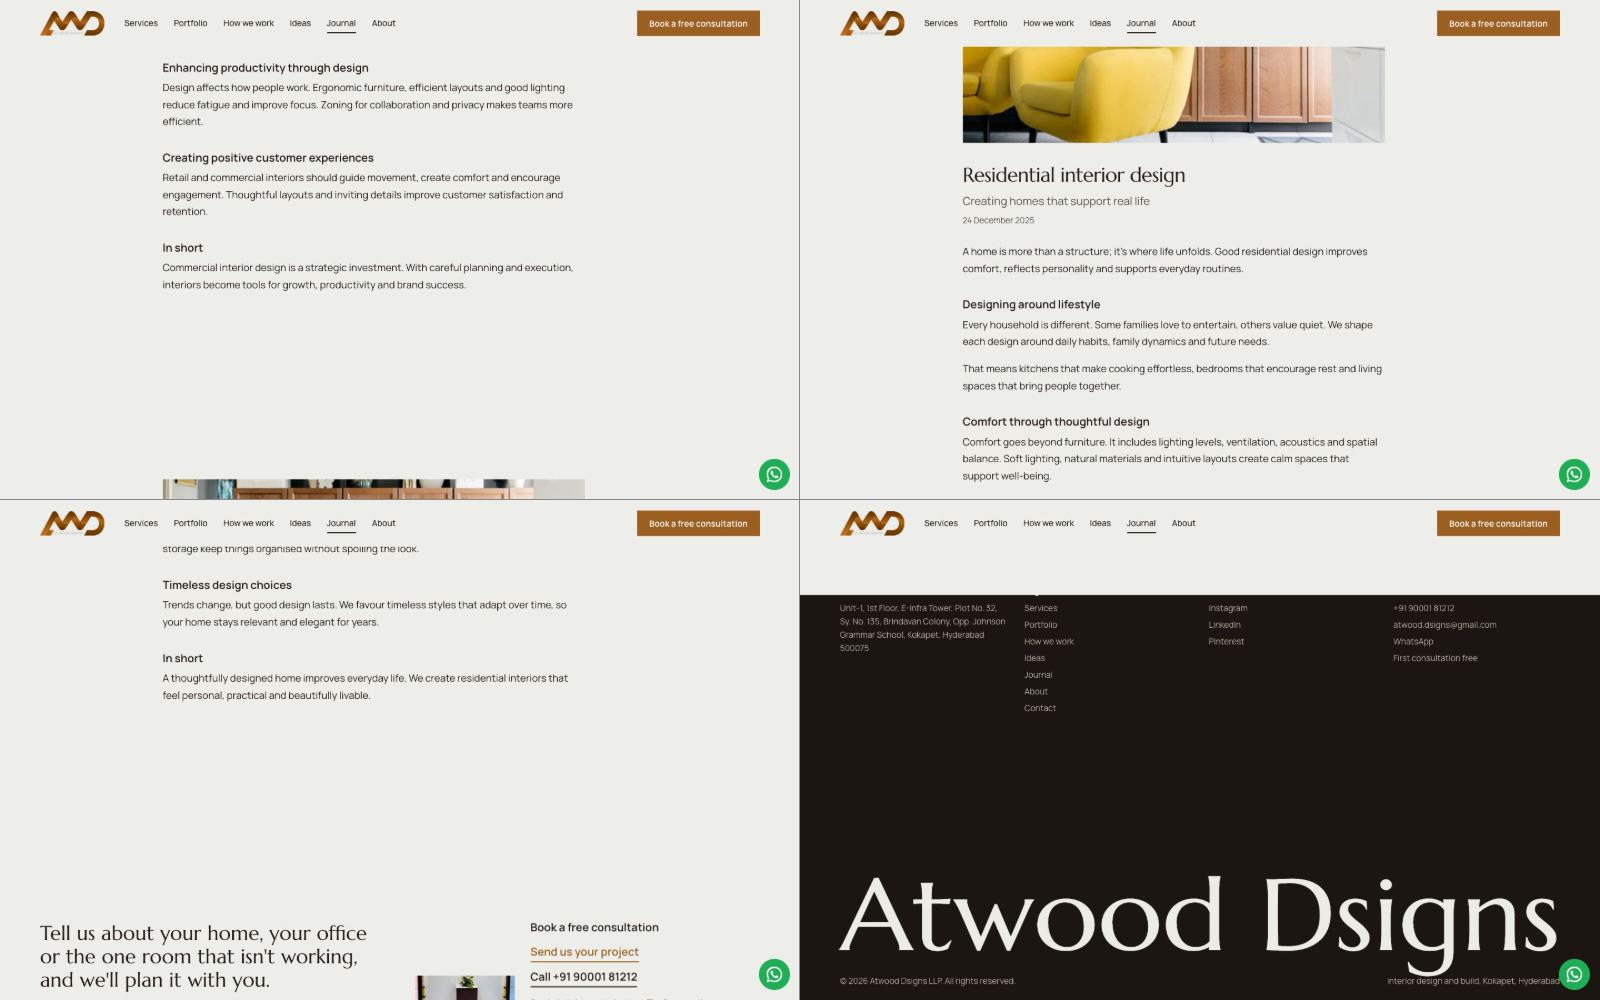 Services Portfolio How we work Ideas Journal About Book a free consultation
Enhancing productivity through design
Design affects how people work. Ergonomic furniture, efficient layouts and good lighting
reduce fatigue and improve focus. Zoning for collaboration and privacy makes teams more
efficient.
Creating positive customer experiences
Retail and commercial interiors should guide movement, create comfort and encourage
engagement. Thoughtful layouts and inviting details improve customer satisfaction and
retention.
In short
Commercial interior design is a strategic investment. With careful planning and execution,
interiors become tools for growth, productivity and brand success.
Services Portfolio How we work Ideas Journal About Book a free consultation
Residential interior design
Creating homes that support real life
24 December 2025
A home is more than a structure; it's where life unfolds. Good residential design improves
comfort, reflects personality and supports everyday routines.
Designing around lifestyle
Every household is different. Some families love to entertain, others value quiet. We shape
each design around daily habits, family dynamics and future needs.
That means kitchens that make cooking effortless, bedrooms that encourage rest and living
spaces that bring people together.
Comfort through thoughtful design
Comfort goes beyond furniture. It includes lighting levels, ventilation, acoustics and spatial
balance. Soft lighting, natural materials and intuitive layouts create calm spaces that
support well-being.
Services Portfolio How we work Ideas Journal About Book a free consultation
storage keep things organised without spoiling the look.
Timeless design choices
Trends change, but good design lasts. We favour timeless styles that adapt over time, so
your home stays relevant and elegant for years.
In short
A thoughtfully designed home improves everyday life. We create residential interiors that
feel personal, practical and beautifully livable.
Tell us about your home, your office
or the one room that isn't working,
and we'll plan it with you.
Book a free consultation
Send us your project
Call +91 90001 81212
Services Portfolio How we work Ideas Journal About Book a free consultation
Unit-1, 1st Floor, E-Infra Tower, Plot No. 32,
Sy. No. 135, Brindavan Colony, Opp. Johnson
Grammar School, Kokapet, Hyderabad
500075
Services
Portfolio
How we work
Ideas
Journal
About
Contact
Instagram
LinkedIn
Pinterest
+91 90001 81212
atwood.dsigns@gmail.com
WhatsApp
First consultation free
Atwood Dsigns
© 2026 Atwood Dsigns LLP. All rights reserved.
Interior design and build, Kokapet, Hyderabad